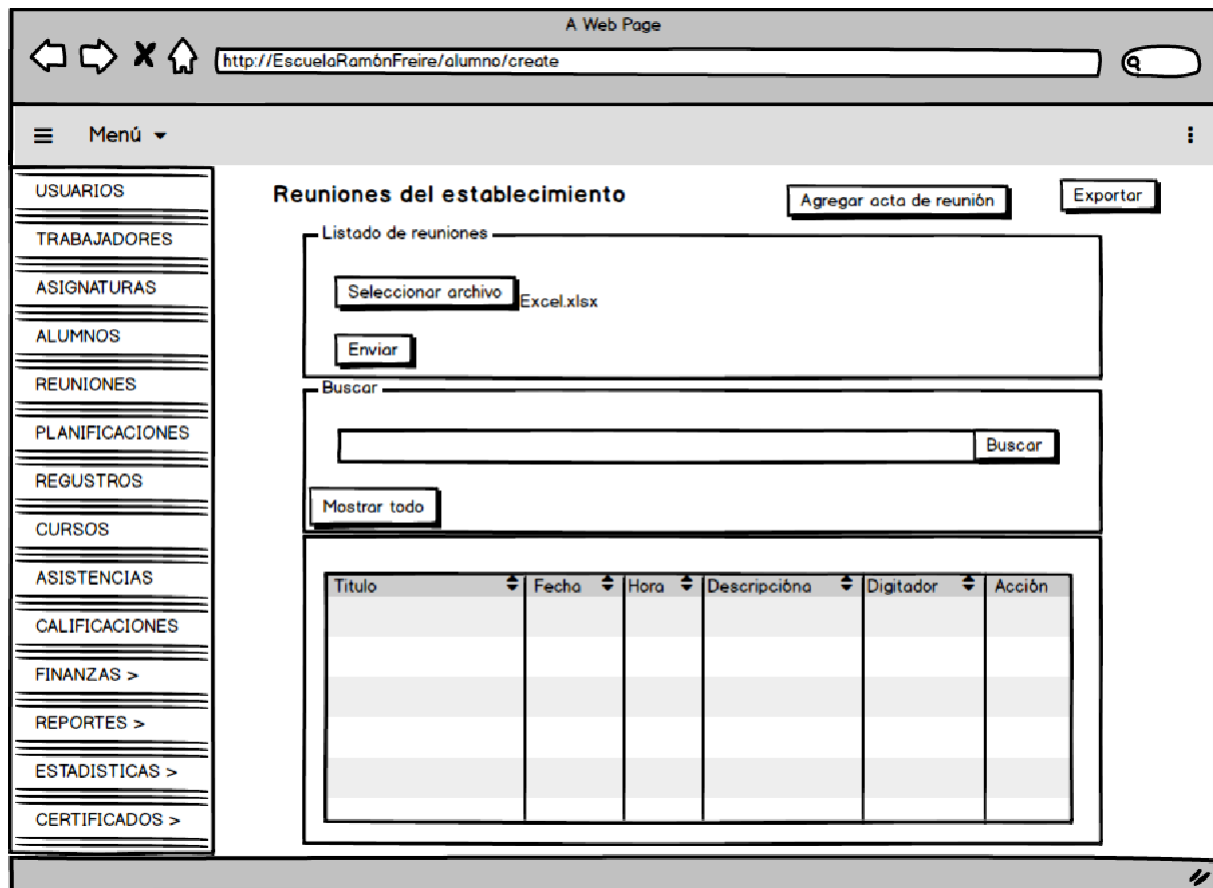 A Web Page
http://EscuelaRamónFreire/alumno/create
Menú
USUARIOS
TRABAJADORES
ASIGNATURAS
ALUMNOS
REUNIONES
PLANIFICACIONES
REGUSTROS
CURSOS
ASISTENCIAS
CALIFICACIONES
FINANZAS >
REPORTES >
ESTADISTICAS >
CERTIFICADOS >
Reuniones del establecimiento
Agregar acta de reunión
Exportar
Listado de reuniones
Seleccionar archivo Excel.xlsx
Enviar
Buscar
Buscar
Mostrar todo
Titulo Fecha Hora Descripcióna Digitador Acción